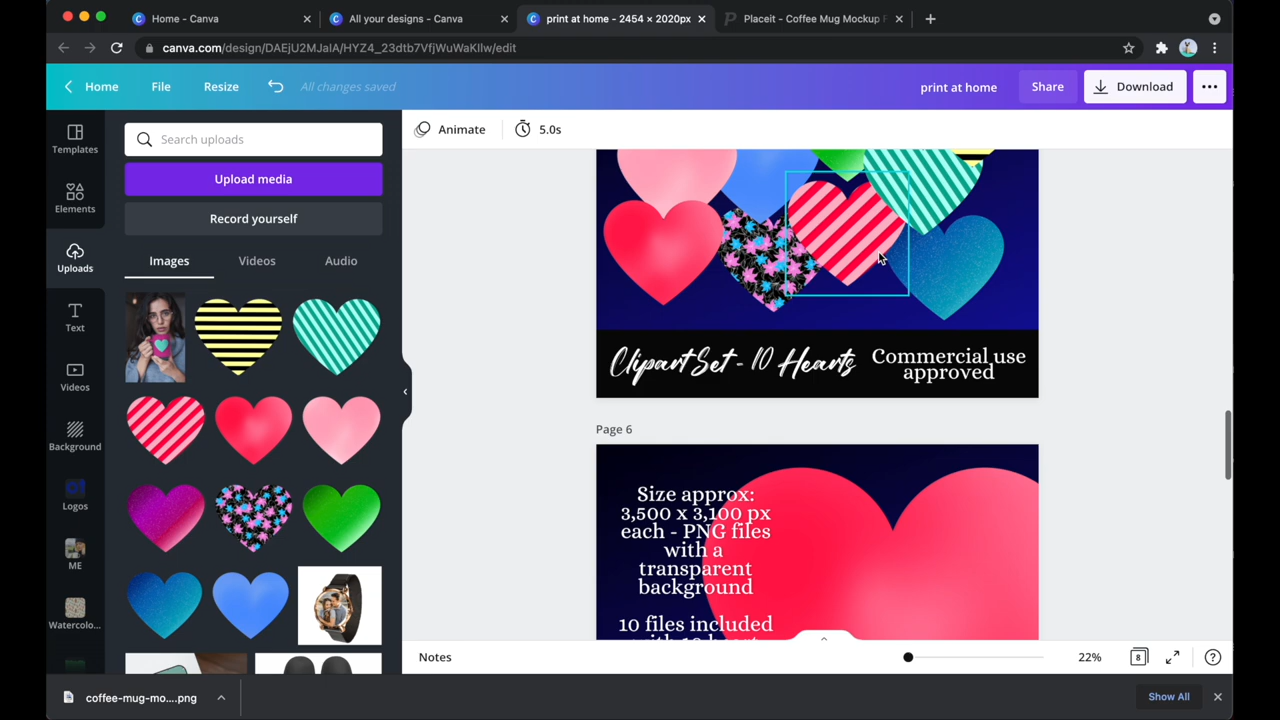 Home - Canva
All your designs - Canva
print at home - 2454 × 2020px
Placeit - Coffee Mug Mockup F
canva.com/design/DAEjU2MJalA/HYZ4_23dtb7VfjWuWaKIlw/edit
Home
File
Resize
All changes saved
print at home
Share
Download
Templates
Elements
Uploads
Text
Videos
Background
Logos
ME
Watercolo...
Search uploads
Upload media
Record yourself
Images
Videos
Audio
Animate
5.0s
Clipart Set - 10 Hearts
Commercial use
approved
Page 6
Size approx:
3,500 x 3,100 px
each - PNG files
with a
transparent
background
10 files included
Notes
22%
8
coffee-mug-mo....png
Show All